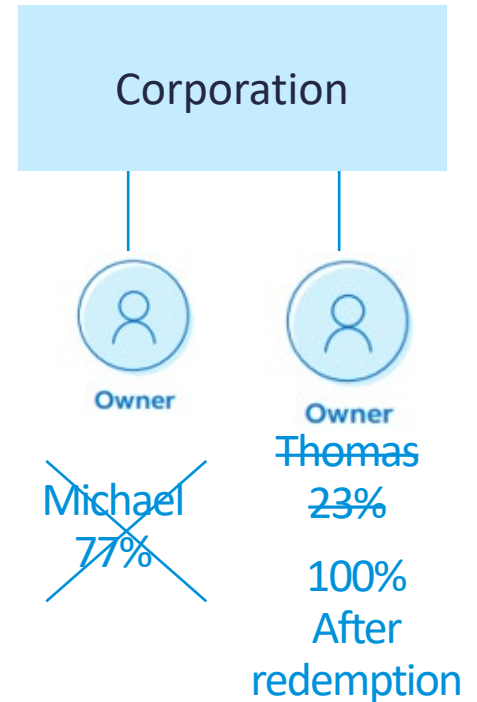 Corporation
Owner
Michael
77%
Owner
Thomas
23%
100%
After
redemption